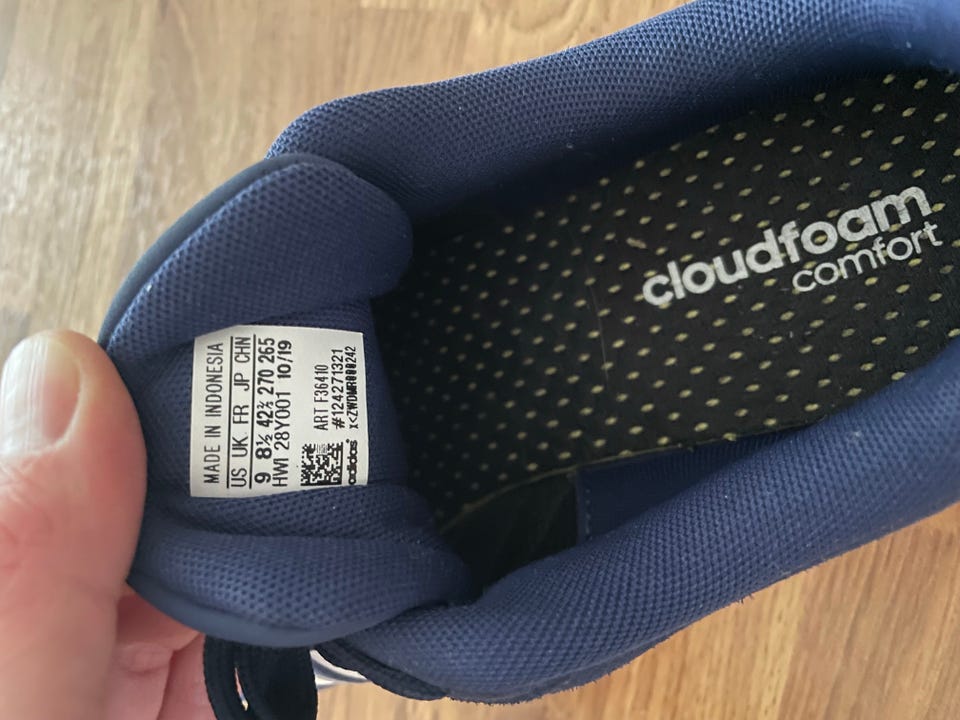 MADE IN INDONESIA
US UK FR JP CHN
9 8½ 42⅔ 270 265
HWI 28Y001 10/19
ART F36410
#124271321
adidas
cloudfoam
comfort